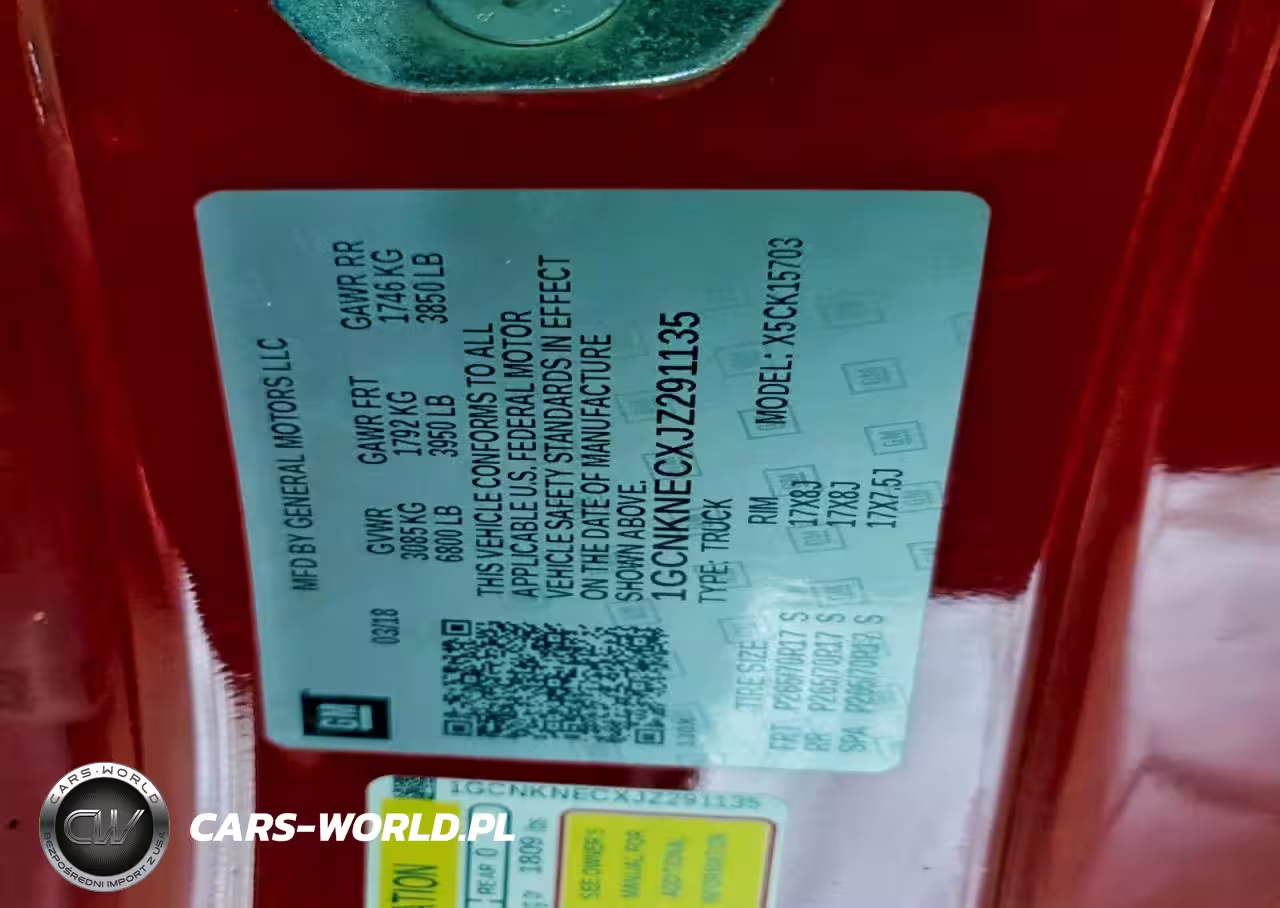 GM
MFD BY GENERAL MOTORS LLC
03/18
GVWR GAWR FRT GAWR RR
3085 KG 1792 KG 1746 KG
6800 LB 3950 LB 3850 LB
THIS VEHICLE CONFORMS TO ALL
APPLICABLE U.S. FEDERAL MOTOR
VEHICLE SAFETY STANDARDS IN EFFECT
ON THE DATE OF MANUFACTURE
SHOWN ABOVE.
1GCNKNECXJZ291135
TYPE: TRUCK
MODEL: X5CK15703
TIRE SIZE RIM
FRT P265/70R17 S 17X8J
RR P265/70R17 S 17X8J
SPA P265/70R17 S 17X7.5J
1GCNKNECXJZ291135
ATION
REAR 0
1809 lbs
SEE OWNER'S
MANUAL FOR
ADDITIONAL
INFORMATION
CARS-WORLD
CW
BEZPOŚREDNI IMPORT Z USA
CARS-WORLD.PL